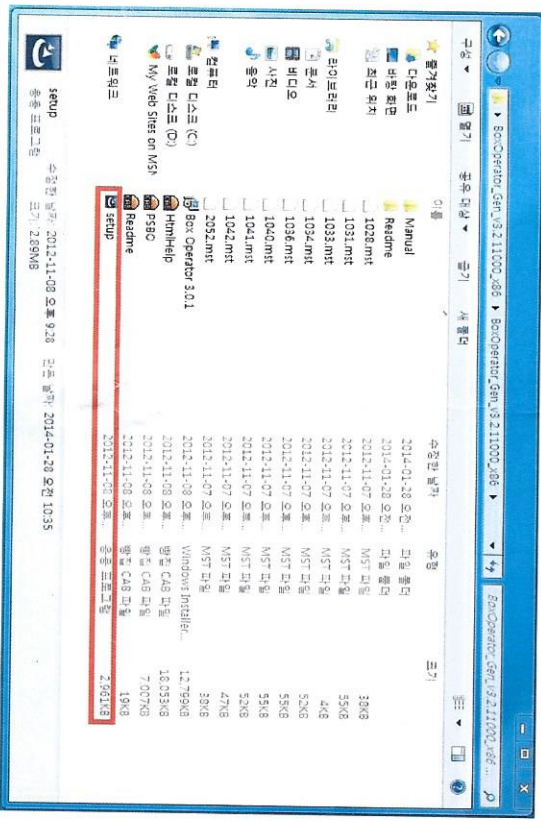 ▸ BoxOperator_Gen_v3.2.11000_x86 ▸ BoxOperator_Gen_v3.2.11000_x86 ▸
BoxOperator_Gen_v3.2.11000_x86 ...
구성 ▼ 열기 공유 대상 ▼ 굽기 새 폴더
즐겨찾기
다운로드
바탕 화면
최근 위치
라이브러리
문서
비디오
사진
음악
컴퓨터
로컬 디스크 (C:)
로컬 디스크 (D:)
My Web Sites on MSN
네트워크
이름 수정한 날짜 유형 크기
Manual 2014-01-28 오전... 파일 폴더
Readme 2014-01-28 오전... 파일 폴더
1028.mst 2012-11-07 오후... MST 파일 38KB
1031.mst 2012-11-07 오후... MST 파일 55KB
1033.mst 2012-11-07 오후... MST 파일 4KB
1034.mst 2012-11-07 오후... MST 파일 52KB
1036.mst 2012-11-07 오후... MST 파일 55KB
1040.mst 2012-11-07 오후... MST 파일 55KB
1041.mst 2012-11-07 오후... MST 파일 52KB
1042.mst 2012-11-07 오후... MST 파일 47KB
2052.mst 2012-11-07 오후... MST 파일 38KB
Box Operator 3.0.1 2012-11-08 오후... Windows Installer... 12,799KB
HtmlHelp 2012-11-08 오후... 빵집 CAB 파일 18,053KB
PSBO 2012-11-08 오후... 빵집 CAB 파일 7,007KB
Readme 2012-11-08 오후... 빵집 CAB 파일 19KB
setup 2012-11-08 오후... 응용 프로그램 2,961KB
setup 수정한 날짜: 2012-11-08 오후 9:28 만든 날짜: 2014-01-28 오전 10:35
응용 프로그램 크기: 2.89MB